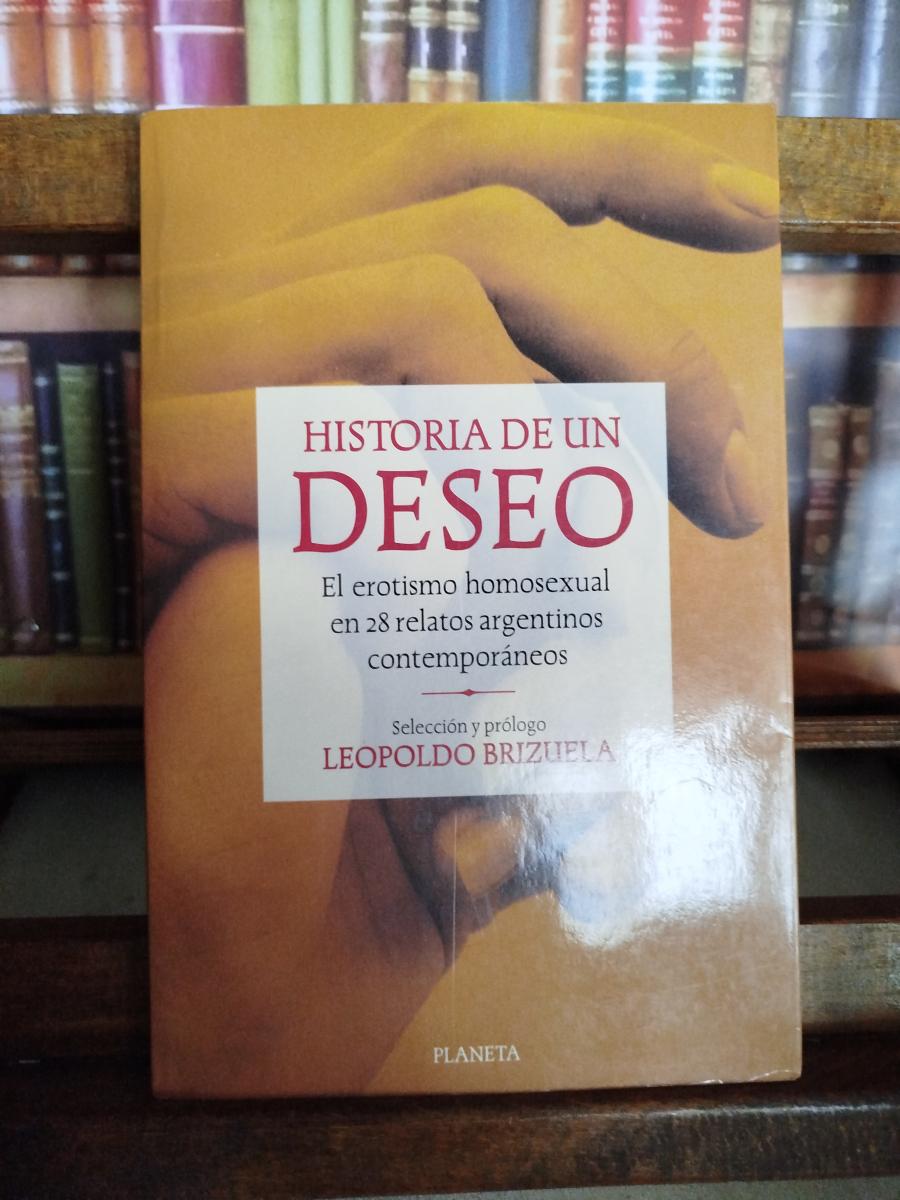 HISTORIA DE UN
DESEO
El erotismo homosexual
en 28 relatos argentinos
contemporáneos
Selección y prólogo
LEOPOLDO BRIZUELA
PLANETA